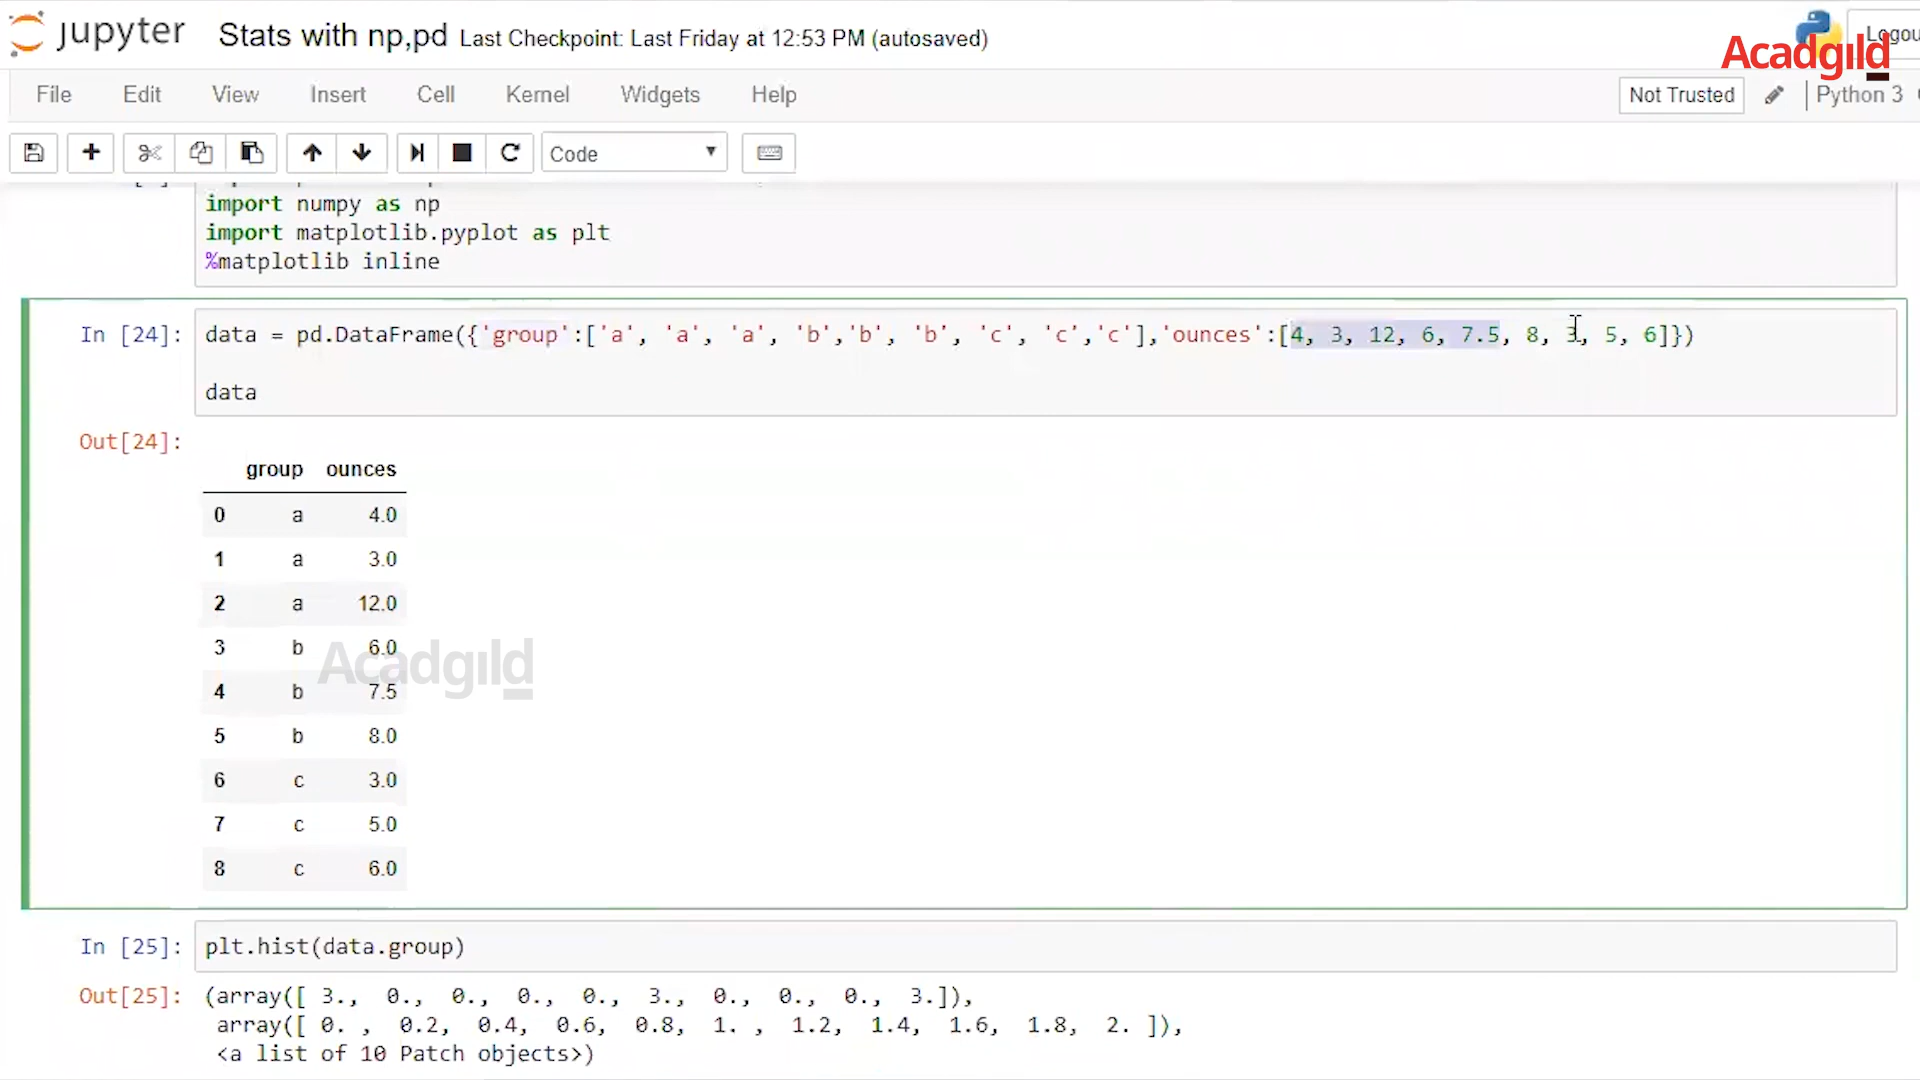 jupyter Stats with np,pd Last Checkpoint: Last Friday at 12:53 PM (autosaved)
Logou
Acadgild
File Edit View Insert Cell Kernel Widgets Help Not Trusted Python 3
Code
import numpy as np
import matplotlib.pyplot as plt
%matplotlib inline
In [24]: data = pd.DataFrame({'group':['a', 'a', 'a', 'b','b', 'b', 'c', 'c','c'],'ounces':[4, 3, 12, 6, 7.5, 8, 3, 5, 6]})
data
Out[24]:
group ounces
0 a 4.0
1 a 3.0
2 a 12.0
3 b 6.0
Acadgild
4 b 7.5
5 b 8.0
6 c 3.0
7 c 5.0
8 c 6.0
In [25]: plt.hist(data.group)
Out[25]: (array([ 3., 0., 0., 0., 0., 3., 0., 0., 0., 3.]),
array([ 0. , 0.2, 0.4, 0.6, 0.8, 1. , 1.2, 1.4, 1.6, 1.8, 2. ]),
<a list of 10 Patch objects>)